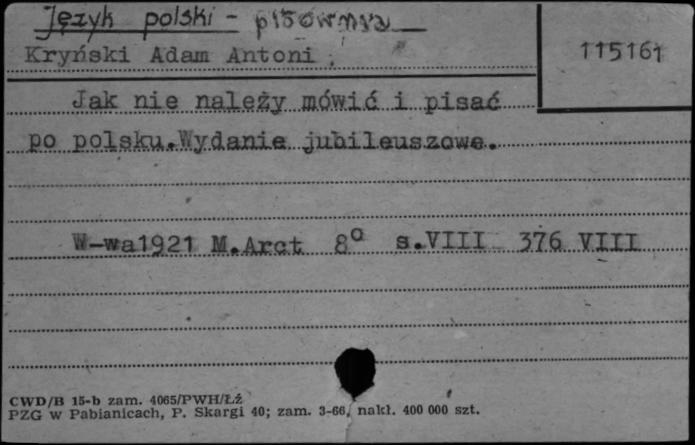 Język polski - pisownia
Kryński Adam Antoni
115161
Jak nie należy mówić i pisać
po polsku.Wydanie jubileuszowe.
W-wa1921 M.Arct 8° s.VIII 376 VIII
CWD/B 15-b zam. 4065/PWH/Łż
PZG w Pabianicach, P. Skargi 40; zam. 3-66, nakł. 400 000 szt.